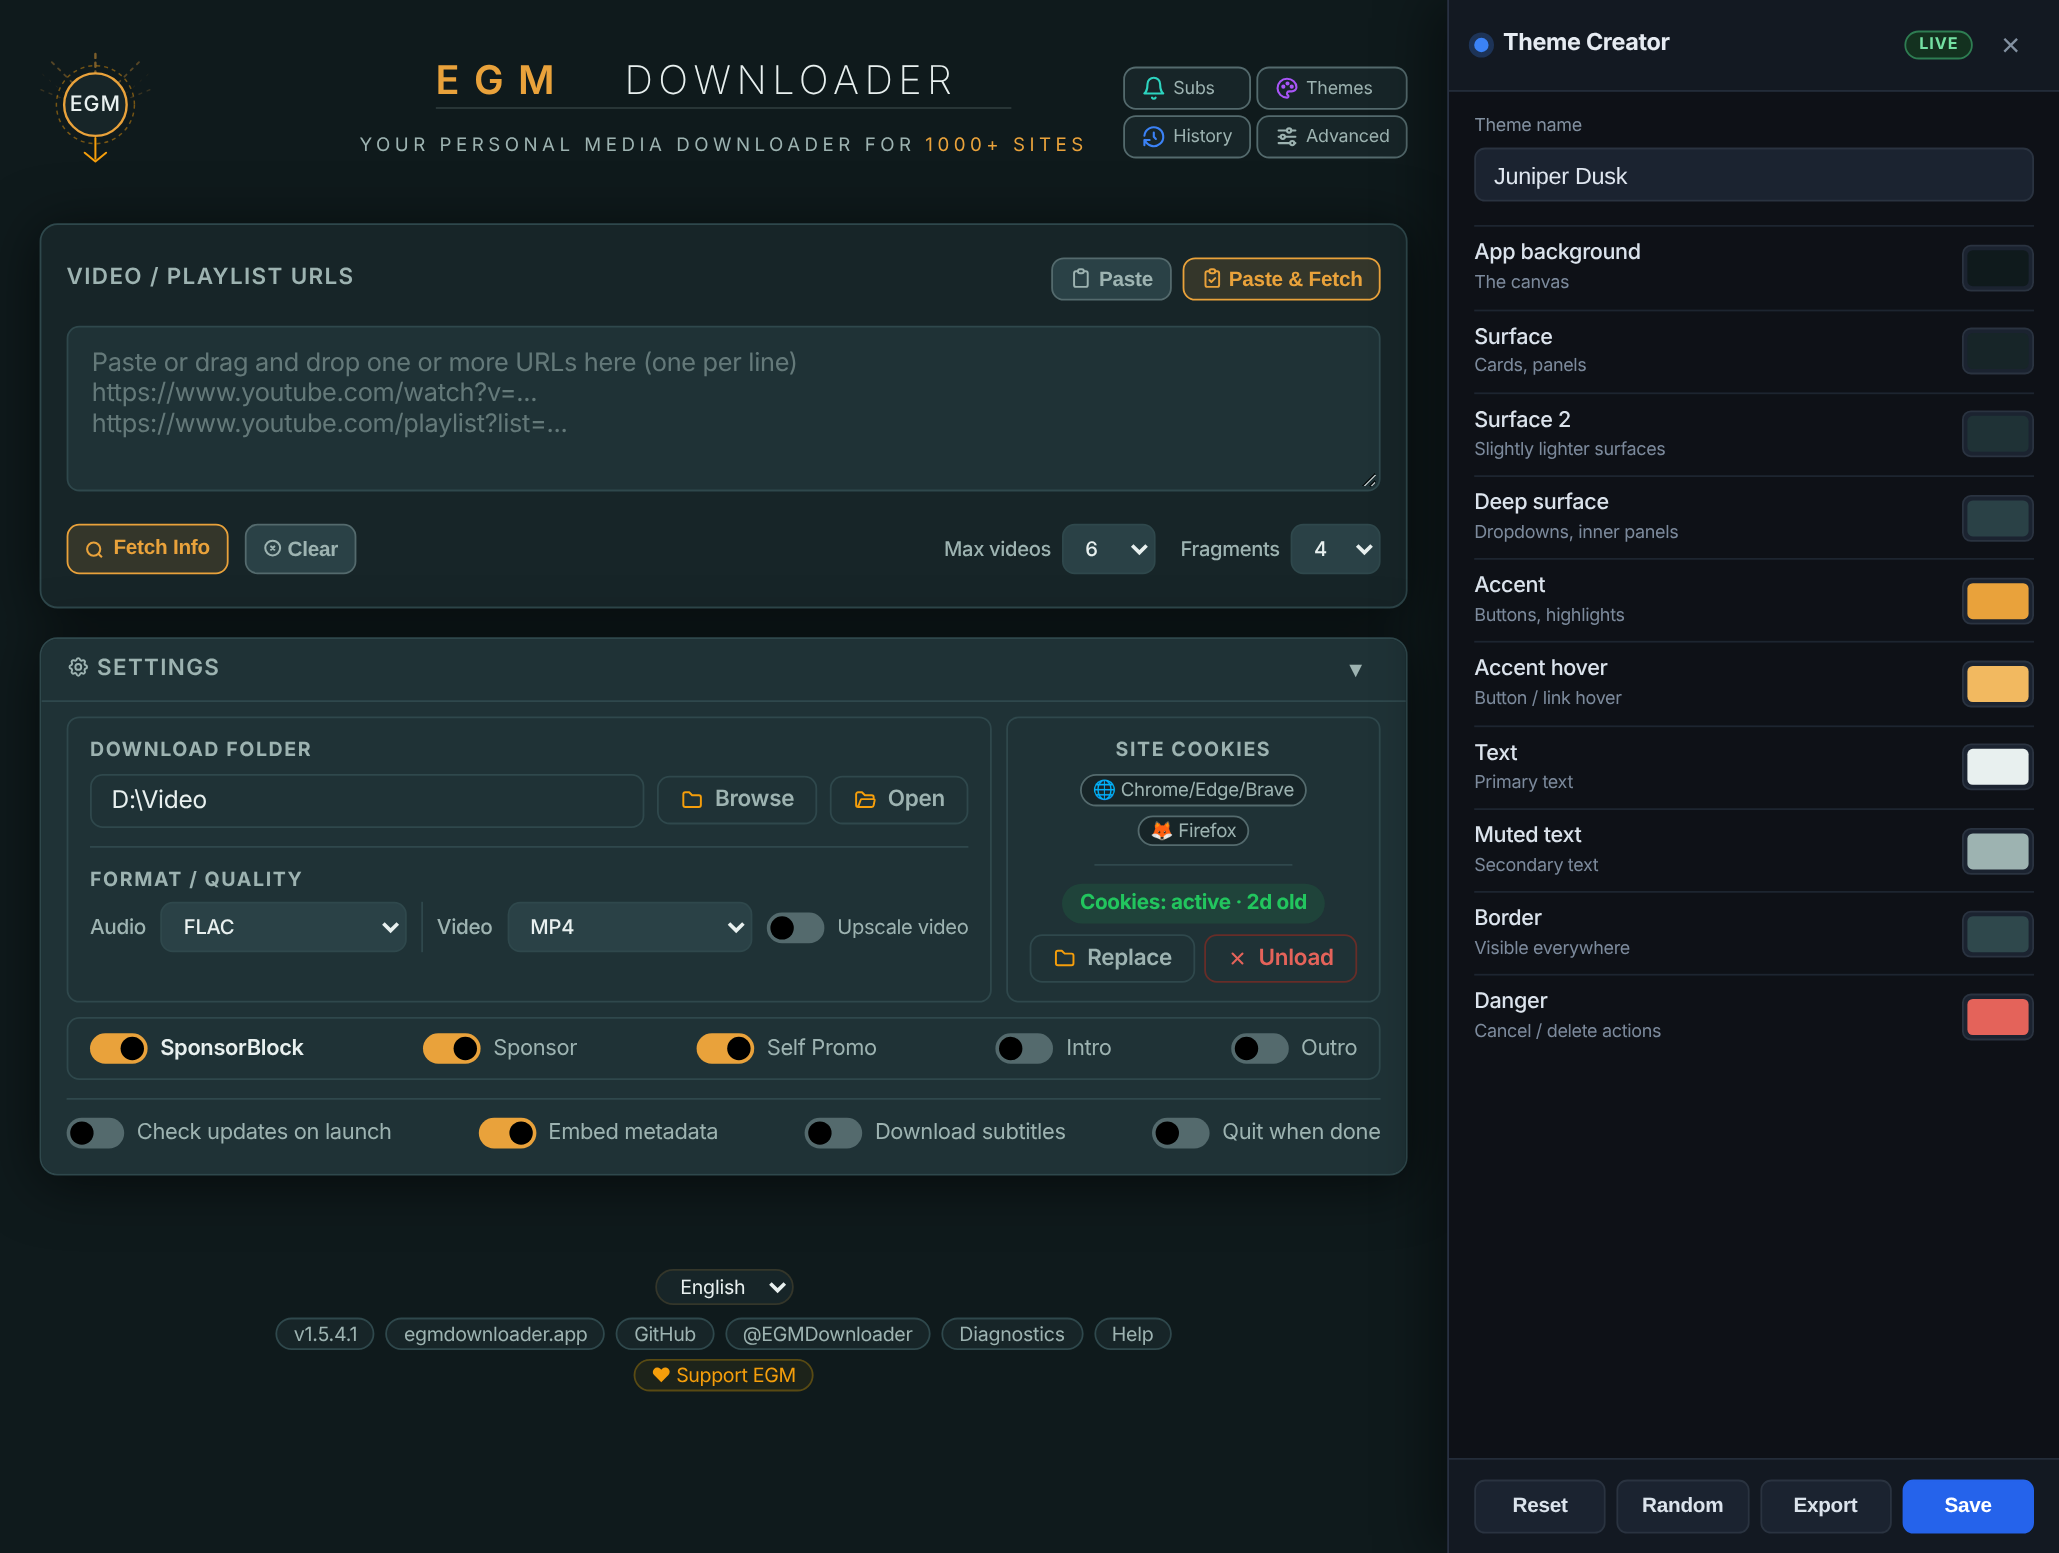 EGM
EGM DOWNLOADER
YOUR PERSONAL MEDIA DOWNLOADER FOR 1000+ SITES
Subs
Themes
History
Advanced
VIDEO / PLAYLIST URLS
Paste
Paste & Fetch
Paste or drag and drop one or more URLs here (one per line)
https://www.youtube.com/watch?v=...
https://www.youtube.com/playlist?list=...
Fetch Info
Clear
Max videos 6
Fragments 4
SETTINGS
DOWNLOAD FOLDER
D:\Video
Browse
Open
FORMAT / QUALITY
Audio FLAC
Video MP4
Upscale video
SITE COOKIES
Chrome/Edge/Brave
Firefox
Cookies: active · 2d old
Replace
Unload
SponsorBlock
Sponsor
Self Promo
Intro
Outro
Check updates on launch
Embed metadata
Download subtitles
Quit when done
English
v1.5.4.1
egmdownloader.app
GitHub
@EGMDownloader
Diagnostics
Help
Support EGM
Theme Creator
LIVE
Theme name
Juniper Dusk
App background
The canvas
Surface
Cards, panels
Surface 2
Slightly lighter surfaces
Deep surface
Dropdowns, inner panels
Accent
Buttons, highlights
Accent hover
Button / link hover
Text
Primary text
Muted text
Secondary text
Border
Visible everywhere
Danger
Cancel / delete actions
Reset
Random
Export
Save